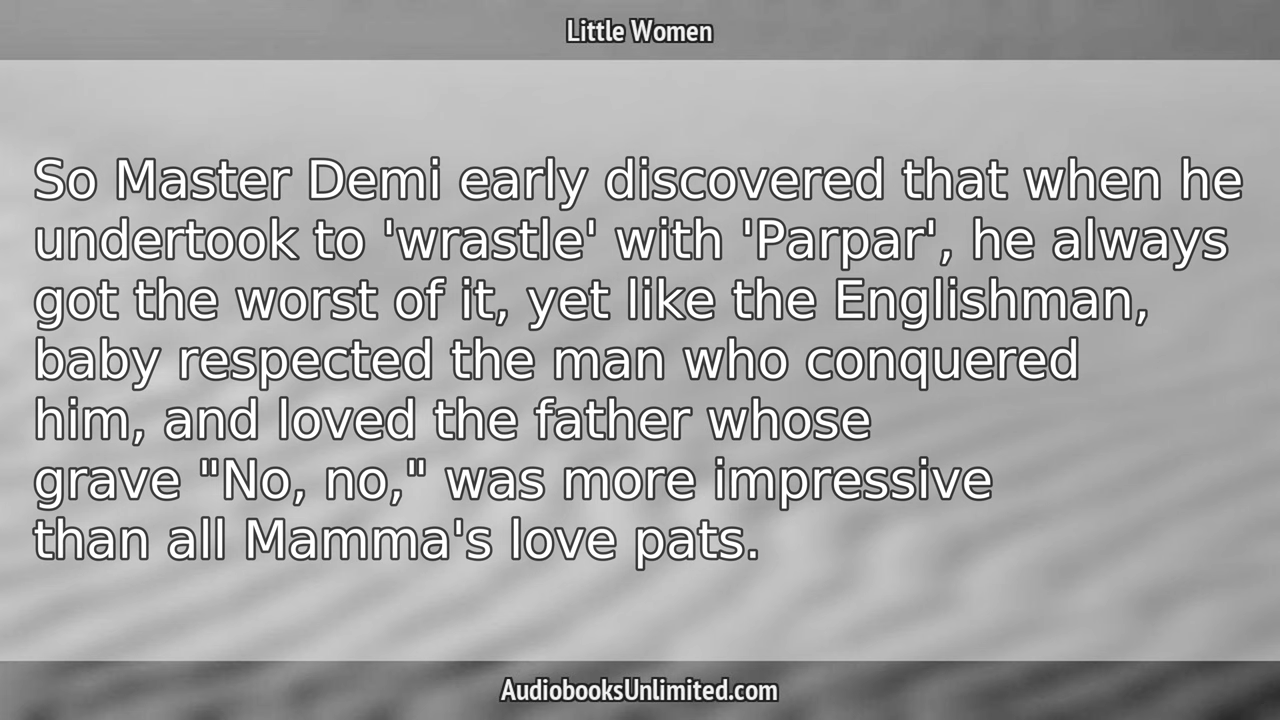 Little Women
So Master Demi early discovered that when he
undertook to 'wrastle' with 'Parpar', he always
got the worst of it, yet like the Englishman,
baby respected the man who conquered
him, and loved the father whose
grave "No, no," was more impressive
than all Mamma's love pats.
AudiobooksUnlimited.com